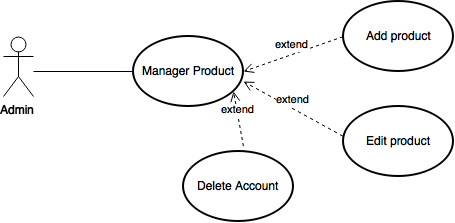 Add product
extend
Manager Product
extend
Admin
extend
Edit product
Delete Account